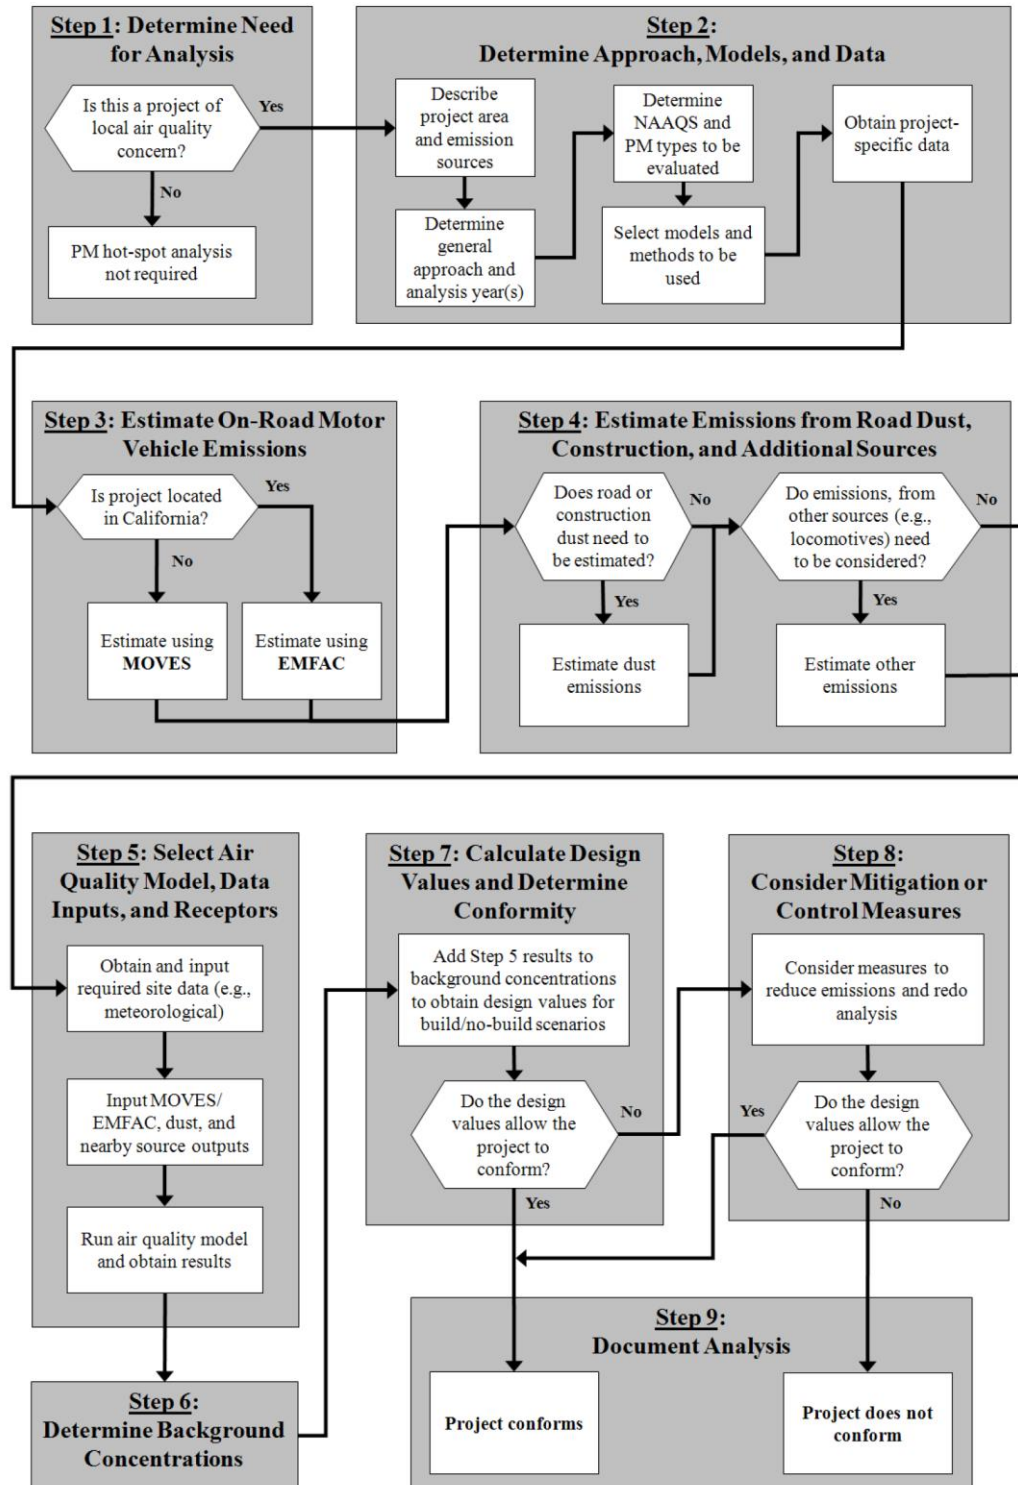 Step 1: Determine Need
for Analysis
Is this a project of
local air quality
concern?
Yes
No
PM hot-spot analysis
not required
Step 2:
Determine Approach, Models, and Data
Describe
project area
and emission
sources
Determine
general
approach and
analysis year(s)
Determine
NAAQS and
PM types to be
evaluated
Select models and
methods to be
used
Obtain project-
specific data
Step 3: Estimate On-Road Motor
Vehicle Emissions
Is project located
in California?
Yes
No
Estimate using
MOVES
Estimate using
EMFAC
Step 4: Estimate Emissions from Road Dust,
Construction, and Additional Sources
Does road or
construction
dust need to
be estimated?
No
Yes
Estimate dust
emissions
Do emissions, from
other sources (e.g.,
locomotives) need
to be considered?
No
Yes
Estimate other
emissions
Step 5: Select Air
Quality Model, Data
Inputs, and Receptors
Obtain and input
required site data (e.g.,
meteorological)
Input MOVES/
EMFAC, dust, and
nearby source outputs
Run air quality model
and obtain results
Step 6:
Determine Background
Concentrations
Step 7: Calculate Design
Values and Determine
Conformity
Add Step 5 results to
background concentrations
to obtain design values for
build/no-build scenarios
Do the design
values allow the
project to
conform?
No
Yes
Step 8:
Consider Mitigation or
Control Measures
Consider measures to
reduce emissions and redo
analysis
Yes
Do the design
values allow the
project to
conform?
No
Step 9:
Document Analysis
Project conforms
Project does not
conform